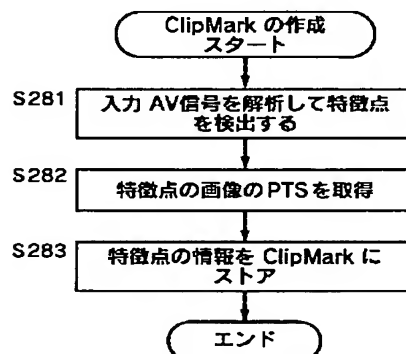 ClipMark の作成
スタート
S281
入力 AV信号を解析して特徴点
を検出する
S282
特徴点の画像のPTSを取得
S283
特徴点の情報を ClipMark に
ストア
エンド